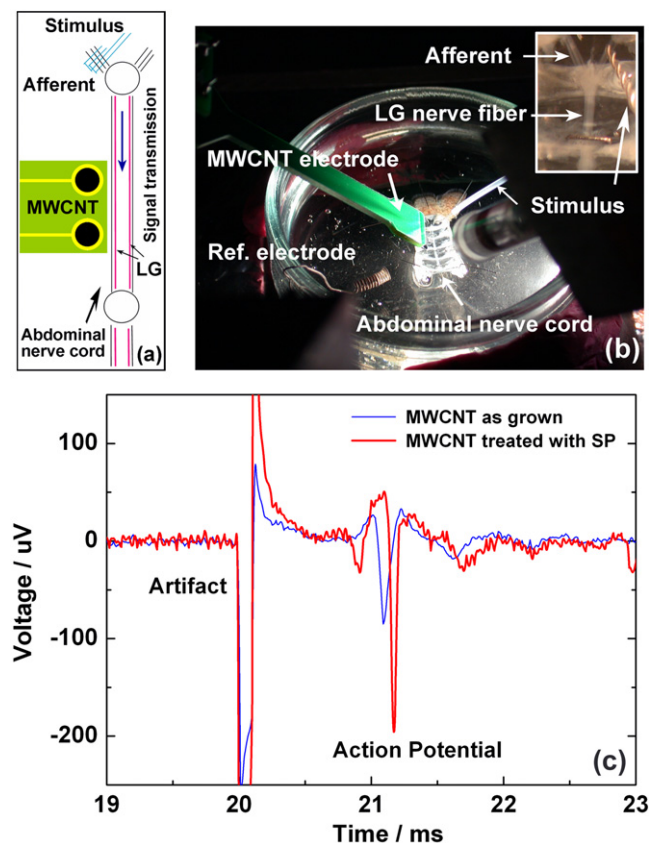 Stimulus
Afferent
Signal transmission
MWCNT
LG
Abdominal
nerve cord
(a)
Afferent
LG nerve fiber
MWCNT electrode
Stimulus
Ref. electrode
Abdominal nerve cord
(b)
MWCNT as grown
MWCNT treated with SP
100
0
-100
-200
Voltage / uV
Artifact
Action Potential
(c)
19
20
21
22
23
Time / ms